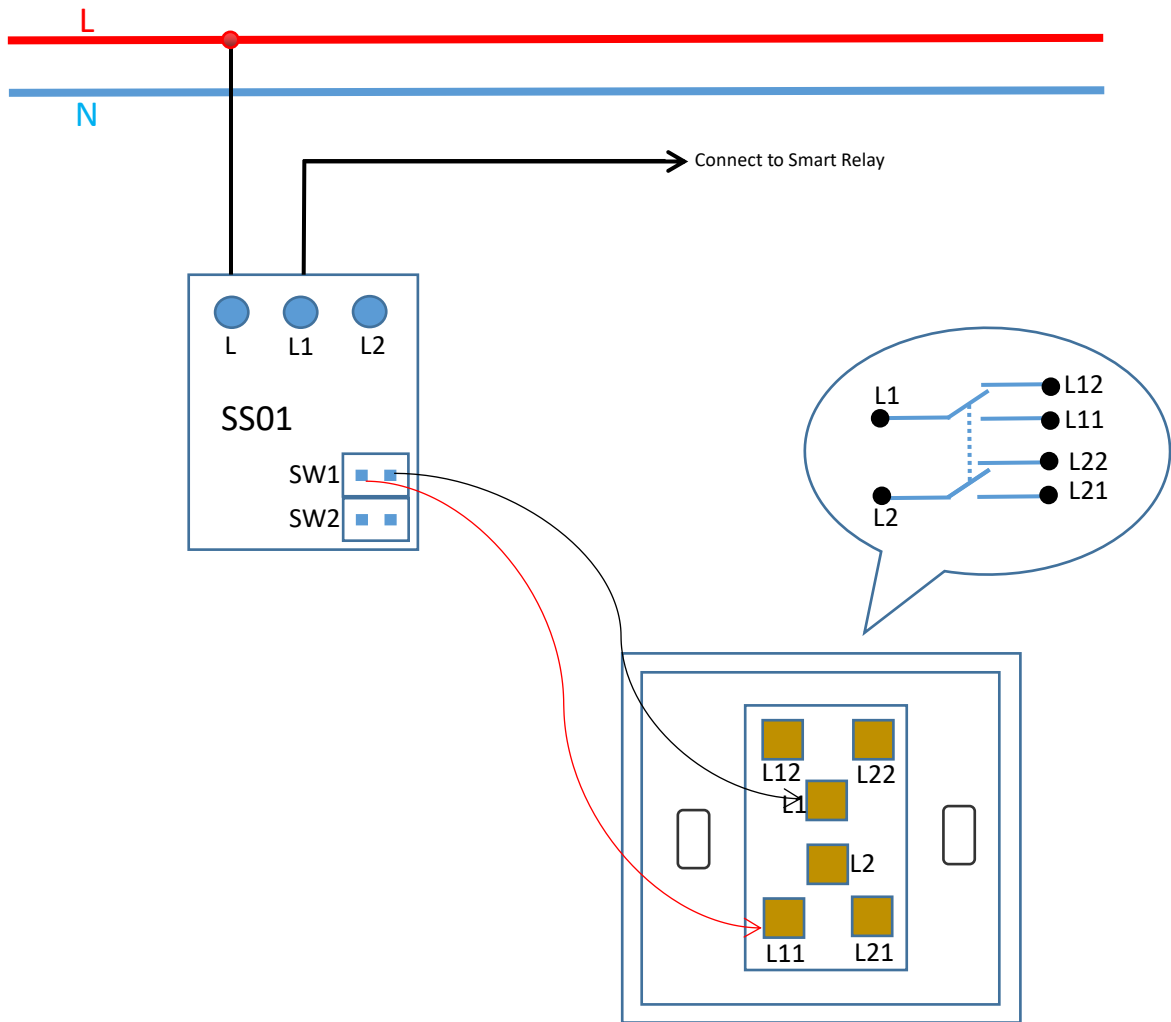 L
N
Connect to Smart Relay
L
L1
L2
SS01
SW1
SW2
L1
L12
L11
L22
L21
L2
L12
L22
L1
L2
L11
L21